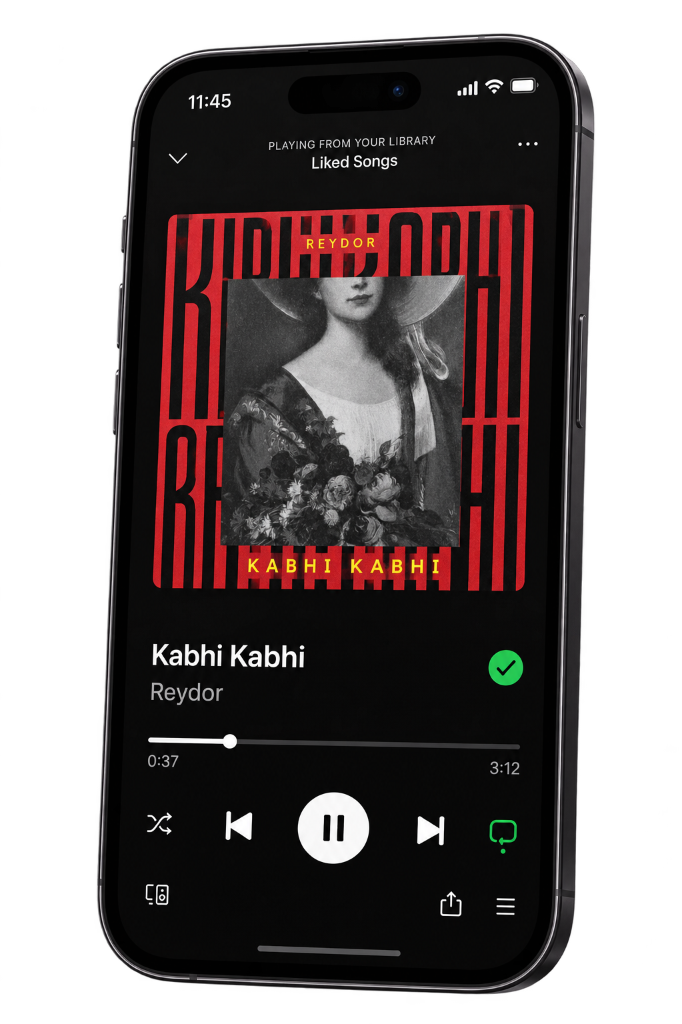 11:45
PLAYING FROM YOUR LIBRARY
Liked Songs
REYDOR
KABHI KABHI
Kabhi Kabhi
Reydor
0:37
3:12